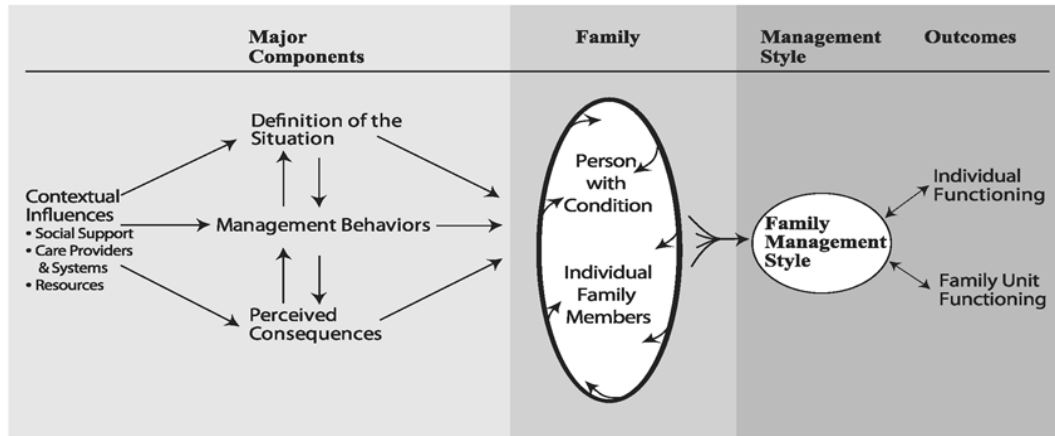 Major
Components
Family
Management
Style
Outcomes
Contextual
Influences
• Social Support
• Care Providers
& Systems
• Resources
Definition of the
Situation
Management Behaviors
Perceived
Consequences
Person
with
Condition
Individual
Family
Members
Family
Management
Style
Individual
Functioning
Family Unit
Functioning